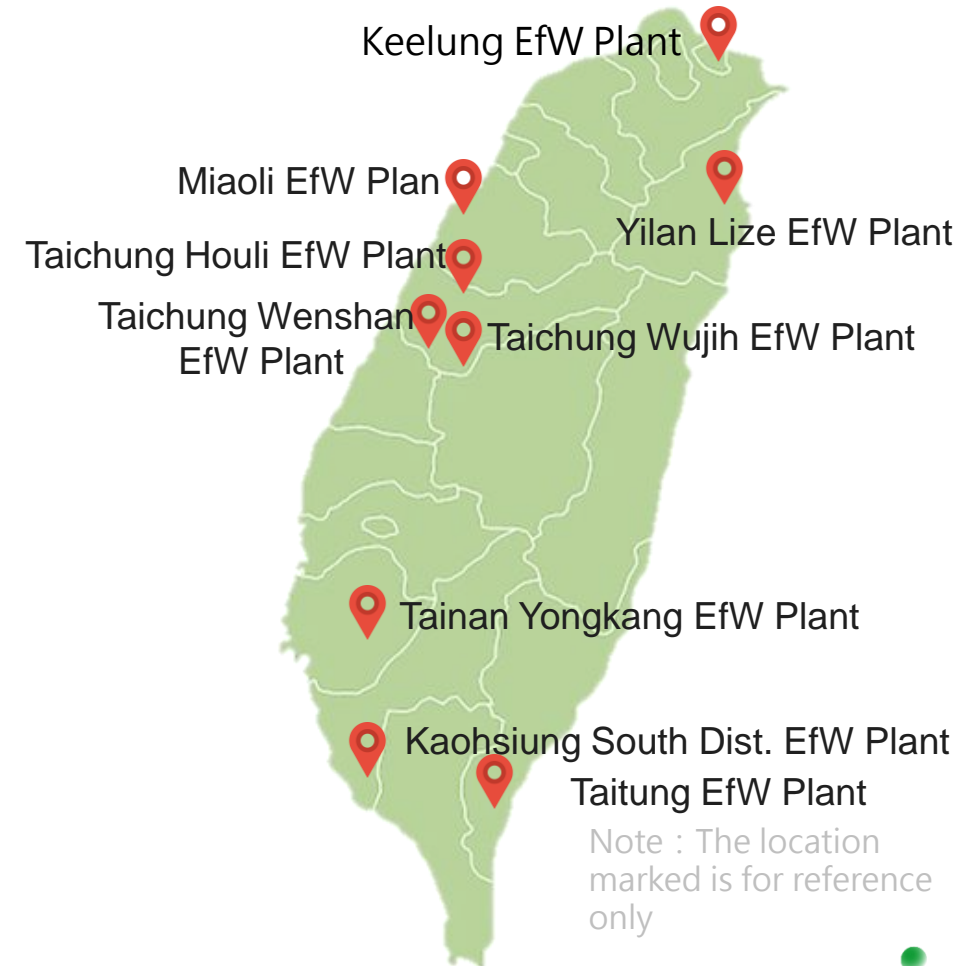 Keelung EfW Plant
Miaoli EfW Plan
Yilan Lize EfW Plant
Taichung Houli EfW Plant
Taichung Wenshan
EfW Plant
Taichung Wujih EfW Plant
Tainan Yongkang EfW Plant
Kaohsiung South Dist. EfW Plant
Taitung EfW Plant
Note：The location
marked is for reference
only